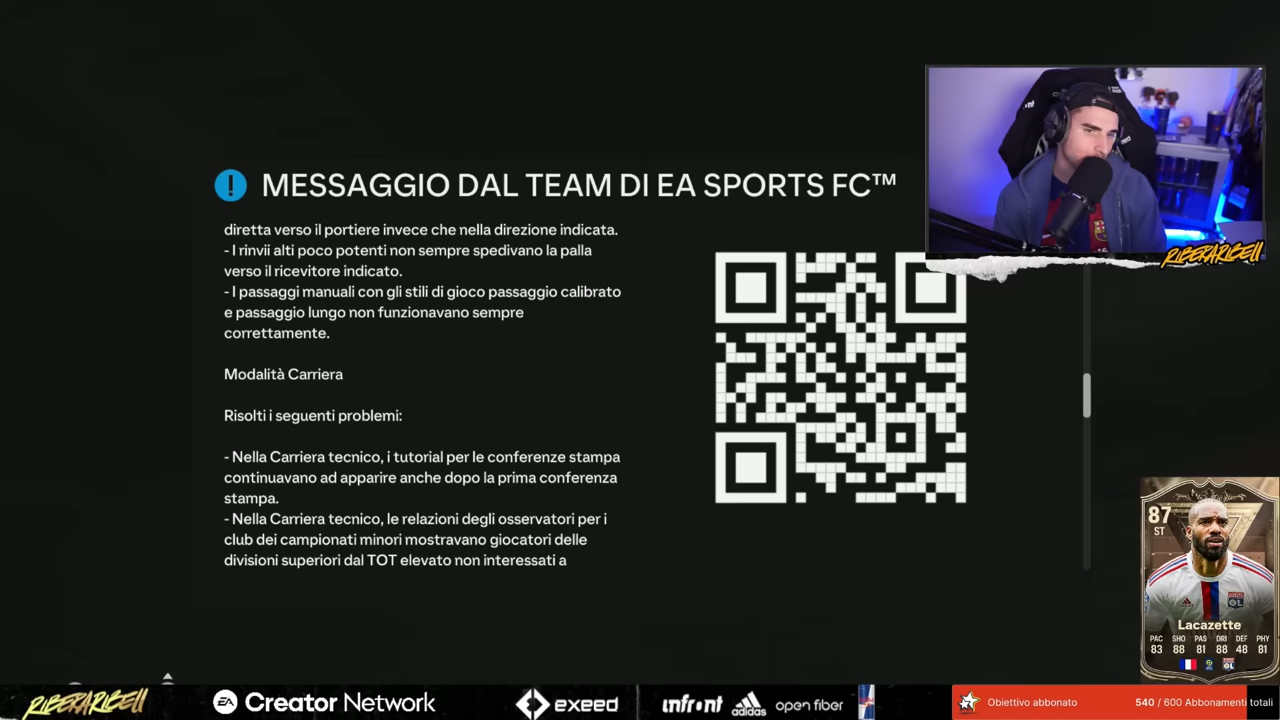 MESSAGGIO DAL TEAM DI EA SPORTS FC™
diretta verso il portiere invece che nella direzione indicata.
- I rinvii alti poco potenti non sempre spedivano la palla
verso il ricevitore indicato.
- I passaggi manuali con gli stili di gioco passaggio calibrato
e passaggio lungo non funzionavano sempre
correttamente.
Modalità Carriera
Risolti i seguenti problemi:
- Nella Carriera tecnico, i tutorial per le conferenze stampa
continuavano ad apparire anche dopo la prima conferenza
stampa.
- Nella Carriera tecnico, le relazioni degli osservatori per i
club dei campionati minori mostravano giocatori delle
divisioni superiori dal TOT elevato non interessati a
RIBERARIBELL
87
ST
Lacazette
PAC SHO PAS DRI DEF PHY
83 88 81 88 48 81
RIBERARIBELL
EA Creator Network
exeed
infront
adidas
open fiber
Obiettivo abbonato
540 / 600 Abbonamenti totali